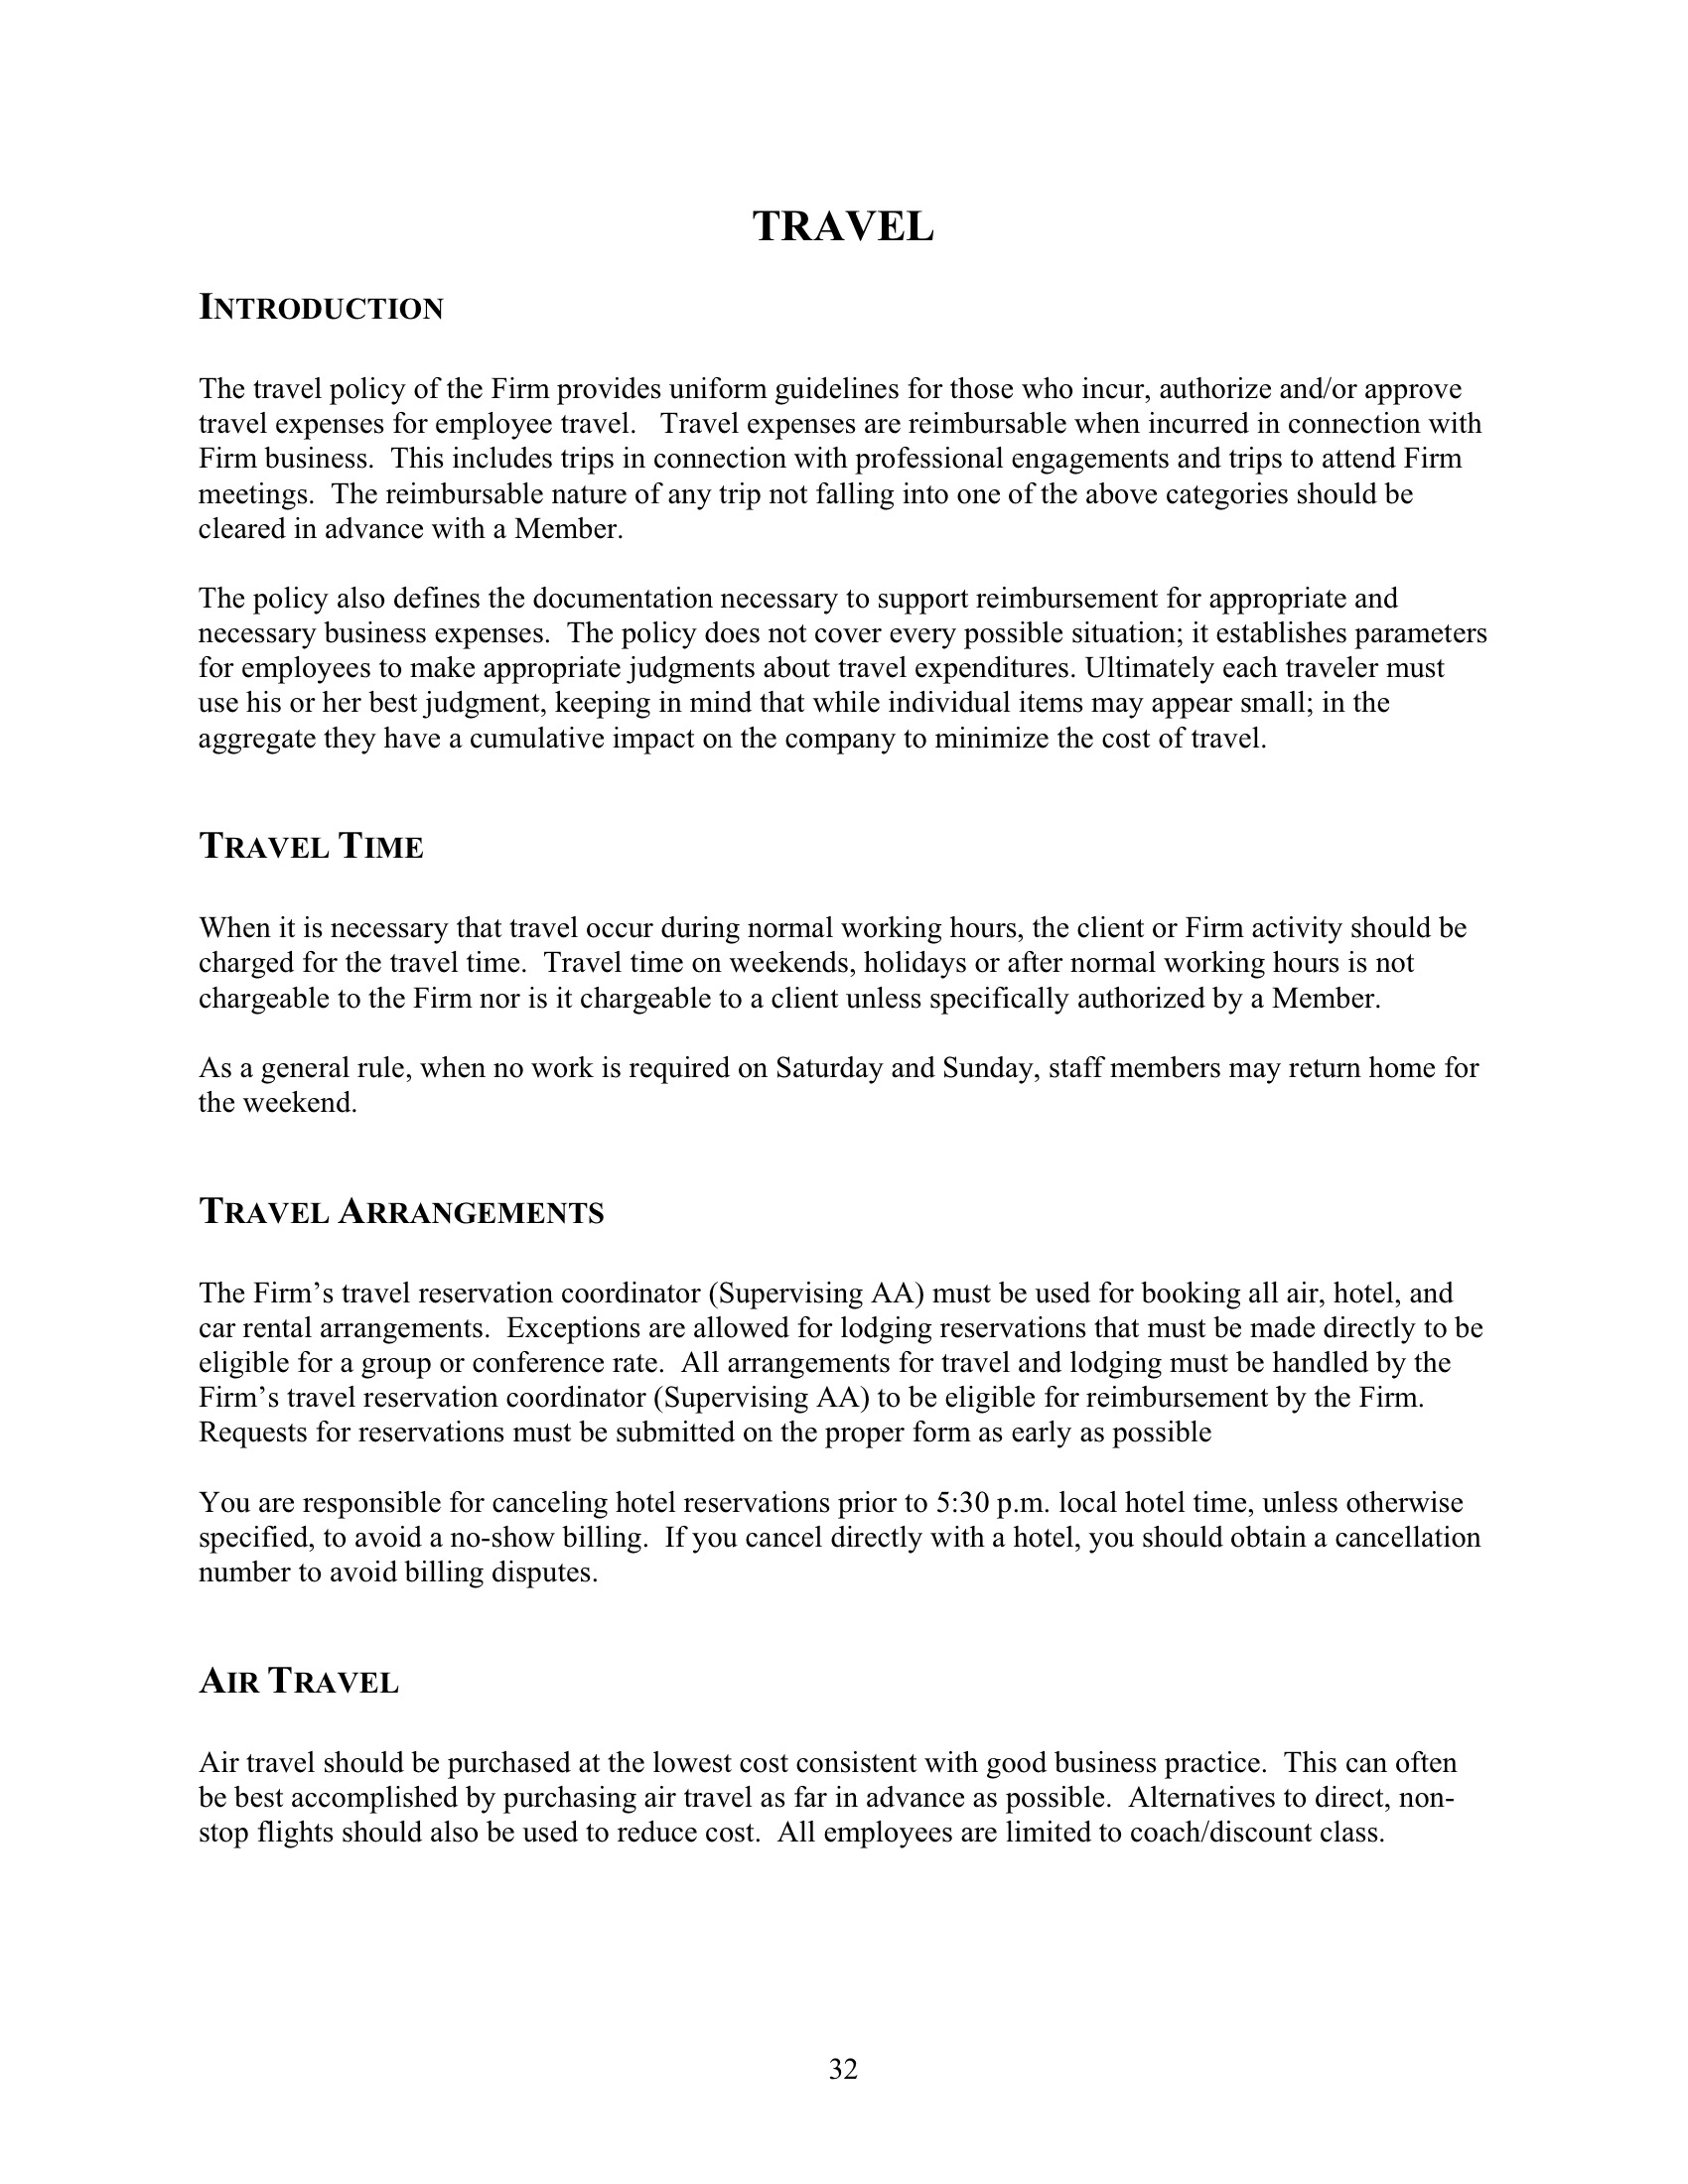 TRAVEL
INTRODUCTION
The travel policy of the Firm provides uniform guidelines for those who incur, authorize and/or approve
travel expenses for employee travel.   Travel expenses are reimbursable when incurred in connection with
Firm business.  This includes trips in connection with professional engagements and trips to attend Firm
meetings.  The reimbursable nature of any trip not falling into one of the above categories should be
cleared in advance with a Member.
The policy also defines the documentation necessary to support reimbursement for appropriate and
necessary business expenses.  The policy does not cover every possible situation; it establishes parameters
for employees to make appropriate judgments about travel expenditures. Ultimately each traveler must
use his or her best judgment, keeping in mind that while individual items may appear small; in the
aggregate they have a cumulative impact on the company to minimize the cost of travel.
TRAVEL TIME
When it is necessary that travel occur during normal working hours, the client or Firm activity should be
charged for the travel time.  Travel time on weekends, holidays or after normal working hours is not
chargeable to the Firm nor is it chargeable to a client unless specifically authorized by a Member.
As a general rule, when no work is required on Saturday and Sunday, staff members may return home for
the weekend.
TRAVEL ARRANGEMENTS
The Firm’s travel reservation coordinator (Supervising AA) must be used for booking all air, hotel, and
car rental arrangements.  Exceptions are allowed for lodging reservations that must be made directly to be
eligible for a group or conference rate.  All arrangements for travel and lodging must be handled by the
Firm’s travel reservation coordinator (Supervising AA) to be eligible for reimbursement by the Firm.
Requests for reservations must be submitted on the proper form as early as possible
You are responsible for canceling hotel reservations prior to 5:30 p.m. local hotel time, unless otherwise
specified, to avoid a no-show billing.  If you cancel directly with a hotel, you should obtain a cancellation
number to avoid billing disputes.
AIR TRAVEL
Air travel should be purchased at the lowest cost consistent with good business practice.  This can often
be best accomplished by purchasing air travel as far in advance as possible.  Alternatives to direct, non-
stop flights should also be used to reduce cost.  All employees are limited to coach/discount class.
32